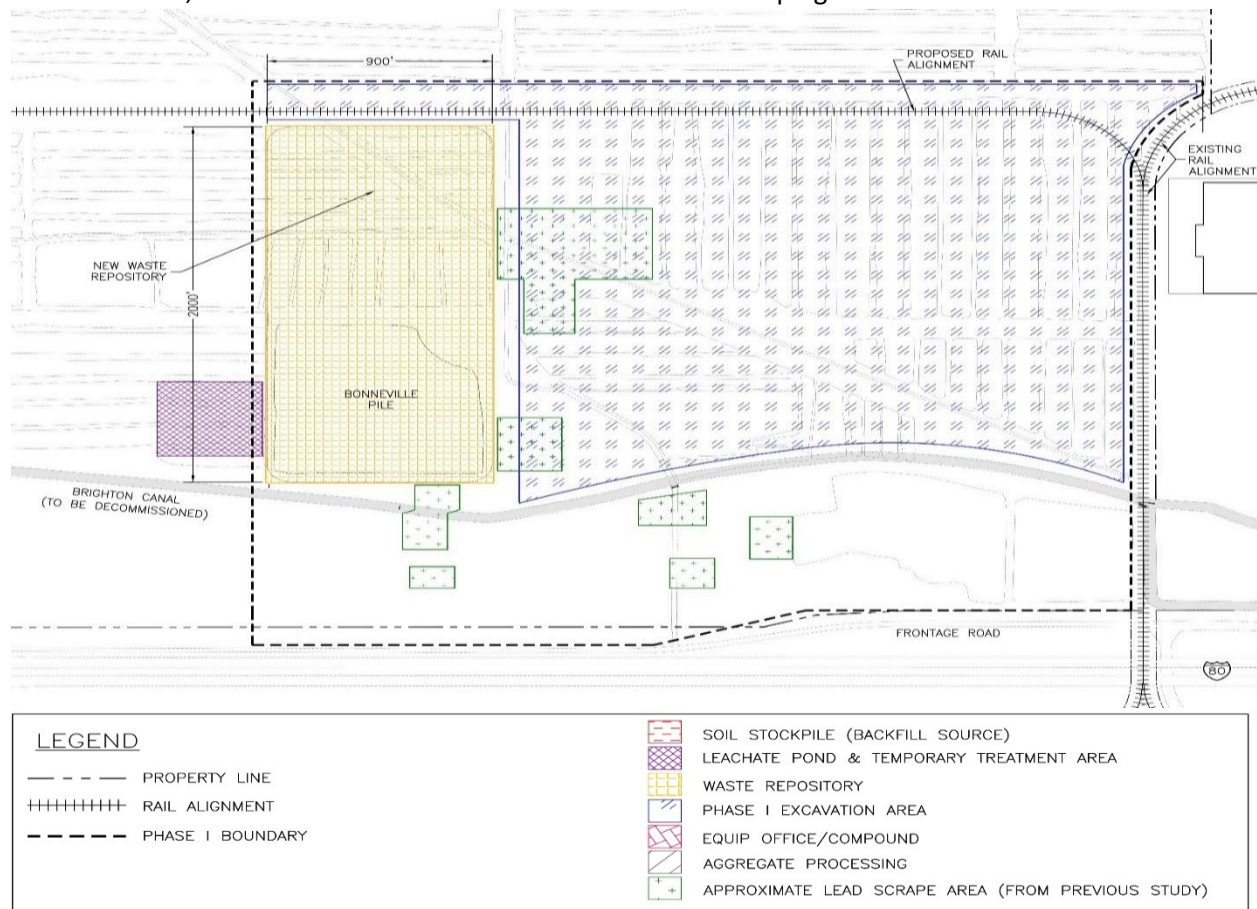 900'
PROPOSED RAIL
ALIGNMENT
EXISTING
RAIL
ALIGNMENT
NEW WASTE
REPOSITORY
2000'
BONNEVILLE
PILE
BRIGHTON CANAL
(TO BE DECOMMISSIONED)
FRONTAGE ROAD
80
LEGEND
PROPERTY LINE
RAIL ALIGNMENT
PHASE I BOUNDARY
SOIL STOCKPILE (BACKFILL SOURCE)
LEACHATE POND & TEMPORARY TREATMENT AREA
WASTE REPOSITORY
PHASE I EXCAVATION AREA
EQUIP OFFICE/COMPOUND
AGGREGATE PROCESSING
APPROXIMATE LEAD SCRAPE AREA (FROM PREVIOUS STUDY)